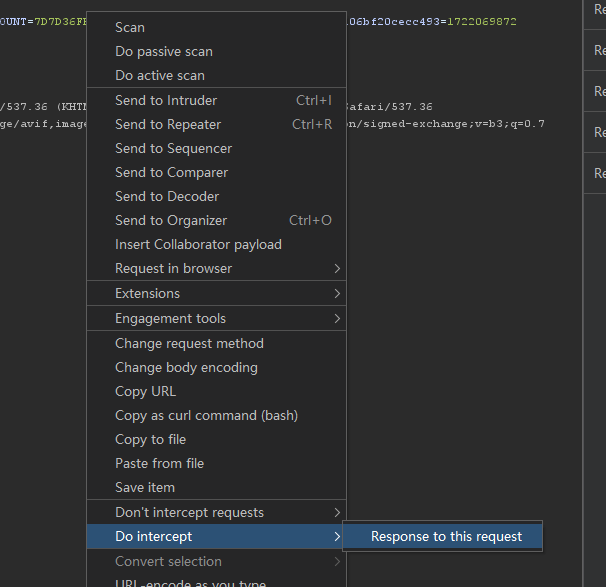 OUNT=7D7D36F
06bf20cecc493=1722069872
Re
Scan
Re
Do passive scan
Do active scan
Re
/537.36 (KHTM
Safari/537.36
Send to Intruder Ctrl+I
ge/avif,imag
on/signed-exchange;v=b3;q=0.7
Send to Repeater Ctrl+R
Re
Send to Sequencer
Send to Comparer
Re
Send to Decoder
Send to Organizer Ctrl+O
Insert Collaborator payload
Request in browser
Extensions
Engagement tools
Change request method
Change body encoding
Copy URL
Copy as curl command (bash)
Copy to file
Paste from file
Save item
Don't intercept requests
Do intercept
Response to this request
Convert selection
URL-encode as you type